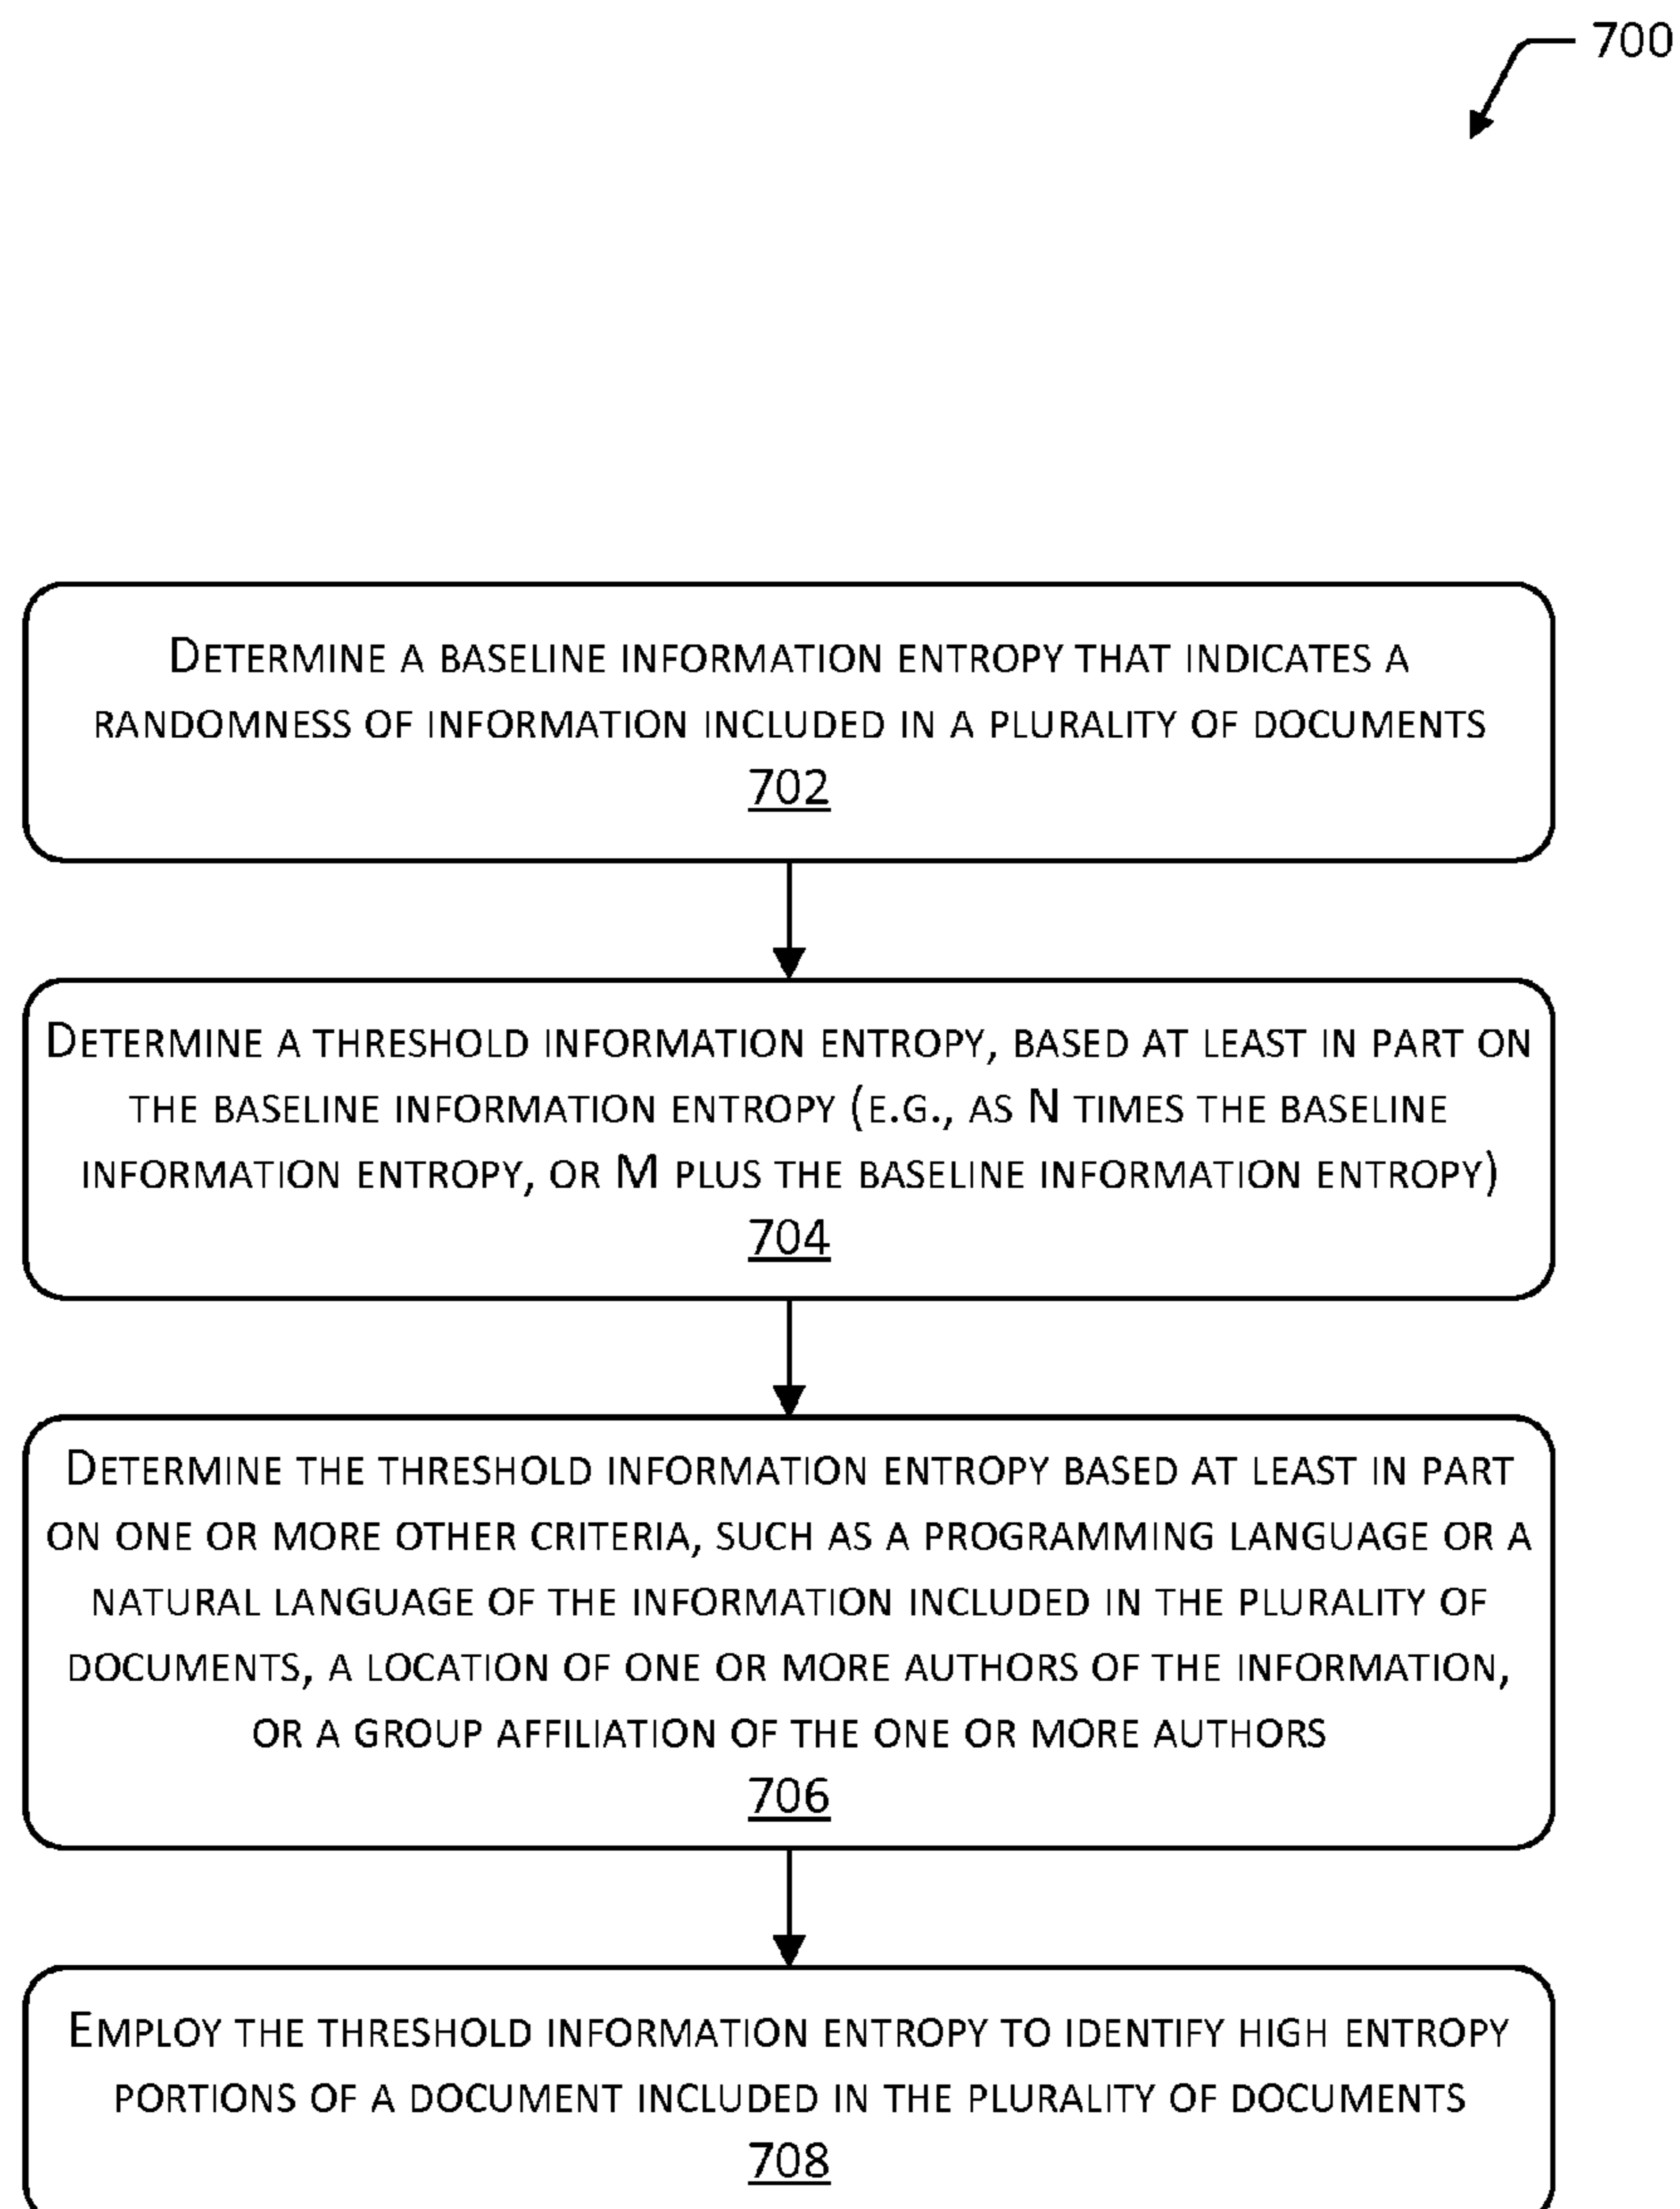 700
DETERMINE A BASELINE INFORMATION ENTROPY THAT INDICATES A
RANDOMNESS OF INFORMATION INCLUDED IN A PLURALITY OF DOCUMENTS
702
DETERMINE A THRESHOLD INFORMATION ENTROPY, BASED AT LEAST IN PART ON
THE BASELINE INFORMATION ENTROPY (E.G., AS N TIMES THE BASELINE
INFORMATION ENTROPY, OR M PLUS THE BASELINE INFORMATION ENTROPY)
704
DETERMINE THE THRESHOLD INFORMATION ENTROPY BASED AT LEAST IN PART
ON ONE OR MORE OTHER CRITERIA, SUCH AS A PROGRAMMING LANGUAGE OR A
NATURAL LANGUAGE OF THE INFORMATION INCLUDED IN THE PLURALITY OF
DOCUMENTS, A LOCATION OF ONE OR MORE AUTHORS OF THE INFORMATION,
OR A GROUP AFFILIATION OF THE ONE OR MORE AUTHORS
706
EMPLOY THE THRESHOLD INFORMATION ENTROPY TO IDENTIFY HIGH ENTROPY
PORTIONS OF A DOCUMENT INCLUDED IN THE PLURALITY OF DOCUMENTS
708